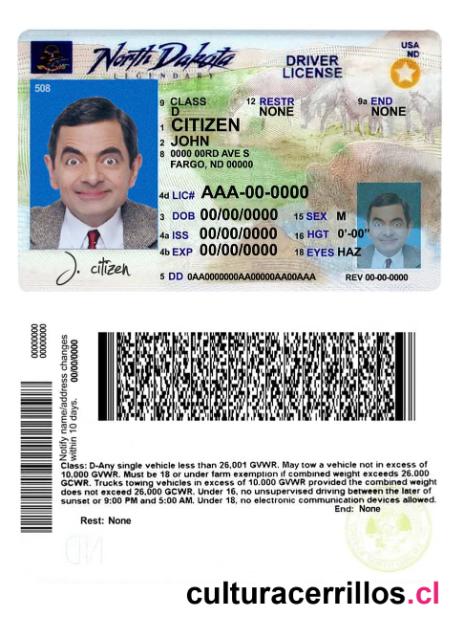 North Dakota
LEGENDARY
DRIVER
LICENSE
USA
ND
508
9 CLASS
D
12 RESTR
NONE
9a END
NONE
1 CITIZEN
2 JOHN
8 0000 00RD AVE S
FARGO, ND 00000
4d LIC# AAA-00-0000
3 DOB 00/00/0000 15 SEX M
4a ISS 00/00/0000 16 HGT 0'-00"
4b EXP 00/00/0000 18 EYES HAZ
J. citizen
5 DD 0AA0000000AA00000AA00AAA
REV 00-00-0000
00000000
00000000
Notify name/address changes
within 10 days. 00/00/0000
Class: D-Any single vehicle less than 26,001 GVWR. May tow a vehicle not in excess of
10.000 GVWR. Must be 18 or under farm exemption if combined weight exceeds 26.000
GCWR. Trucks towing vehicles in excess of 10.000 GVWR provided the combined weight
does not exceed 26,000 GCWR. Under 16, no unsupervised driving between the later of
sunset or 9:00 PM and 5:00 AM. Under 18, no electronic communication devices allowed.
End: None
Rest: None
ND
culturacerrillos.cl